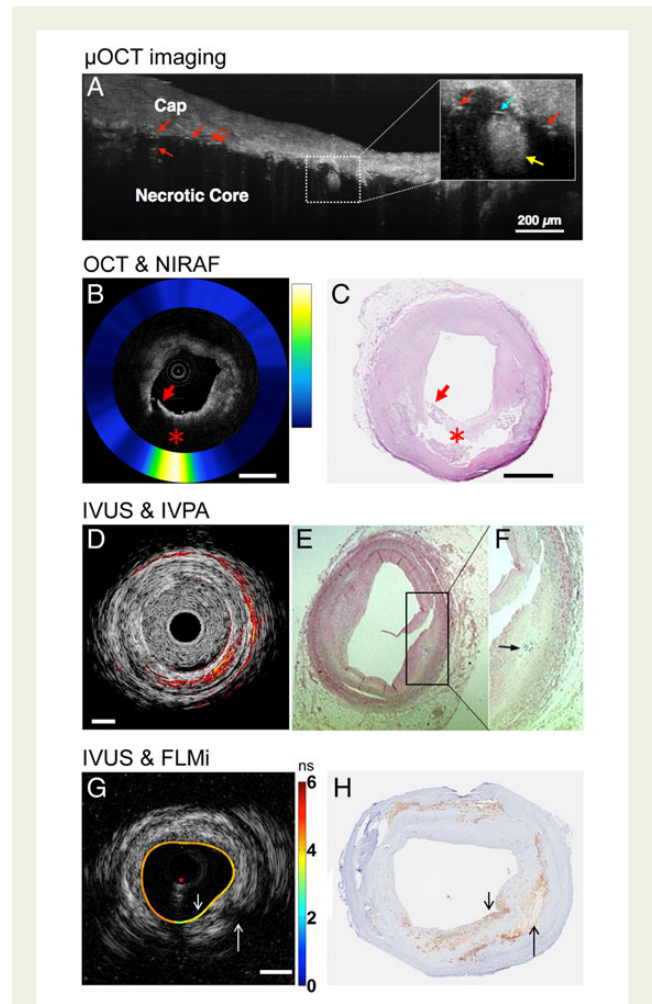 µOCT imaging
A
Cap
Necrotic Core
200 µm
OCT & NIRAF
B
C
*
*
IVUS & IVPA
D
E
F
IVUS & FLMi
ns
G
6
4
2
0
H